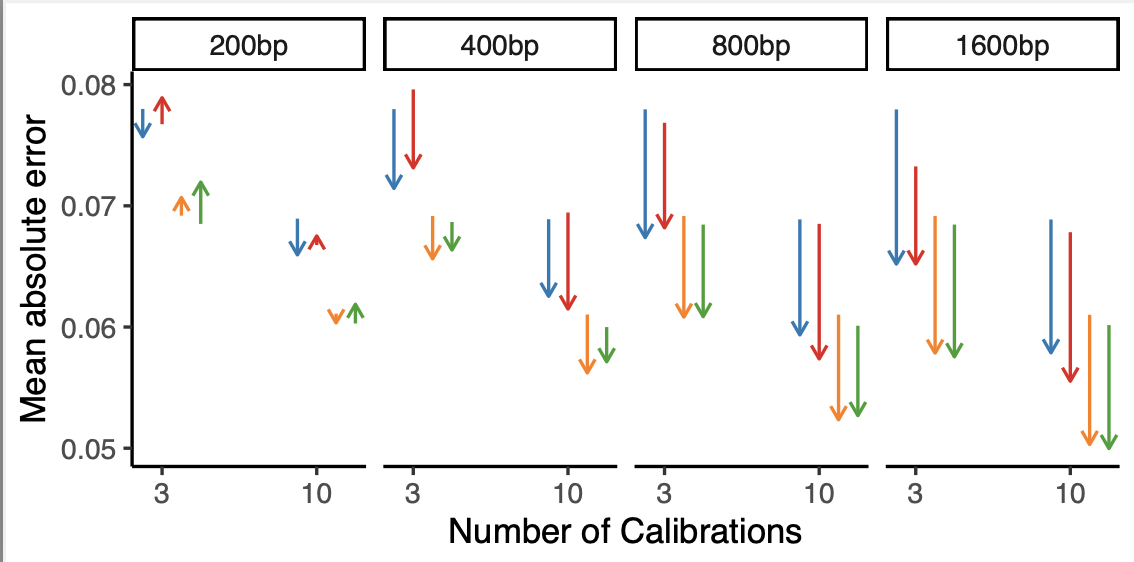 200bp 400bp 800bp 1600bp
Mean absolute error
0.08
0.07
0.06
0.05
3 10 3 10 3 10 3 10
Number of Calibrations